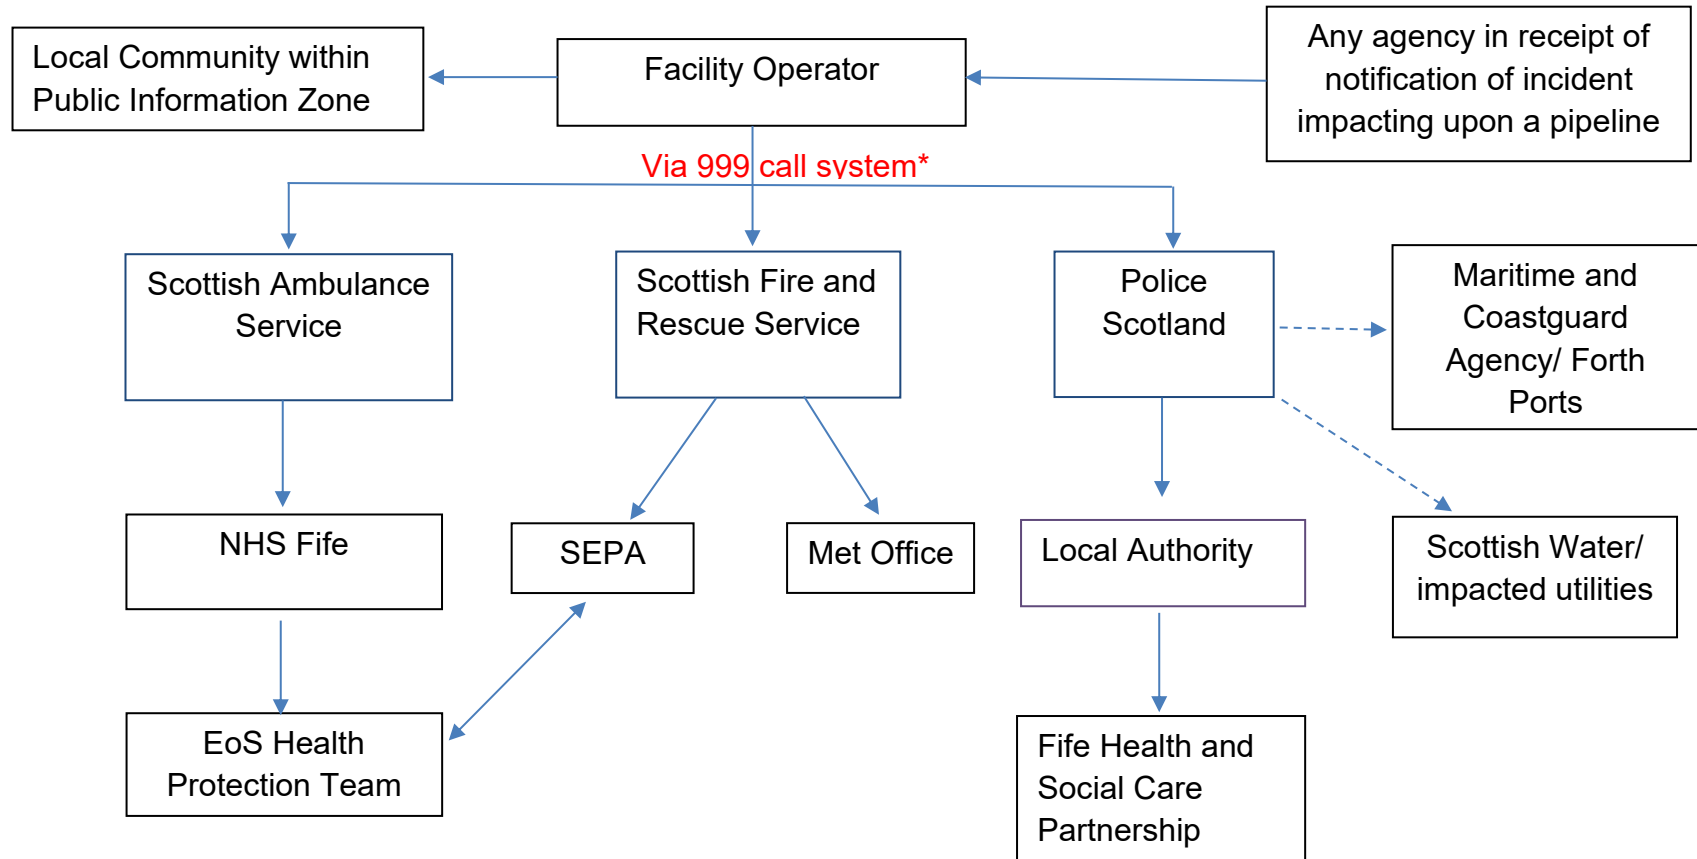 Local Community within
Public Information Zone
Facility Operator
Any agency in receipt of
notification of incident
impacting upon a pipeline
Via 999 call system*
Scottish Ambulance
Service
Scottish Fire and
Rescue Service
Police
Scotland
Maritime and
Coastguard
Agency/ Forth
Ports
NHS Fife
SEPA
Met Office
Local Authority
Scottish Water/
impacted utilities
EoS Health
Protection Team
Fife Health and
Social Care
Partnership